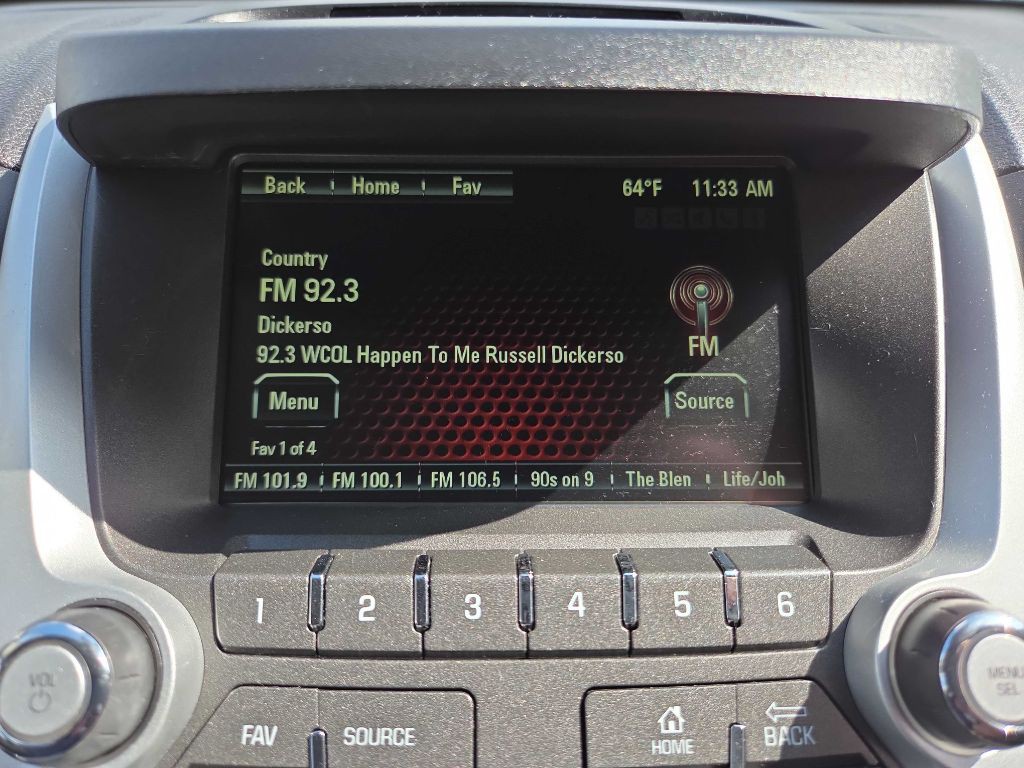 Back Home Fav 64°F 11:33 AM
Country
FM 92.3
Dickerso
92.3 WCOL Happen To Me Russell Dickerso
FM
Menu
Source
Fav 1 of 4
FM 101.9 FM 100.1 FM 106.5 90s on 9 The Blen Life/Joh
1 2 3 4 5 6
VOL
MENU
SEL
FAV SOURCE
HOME
BACK